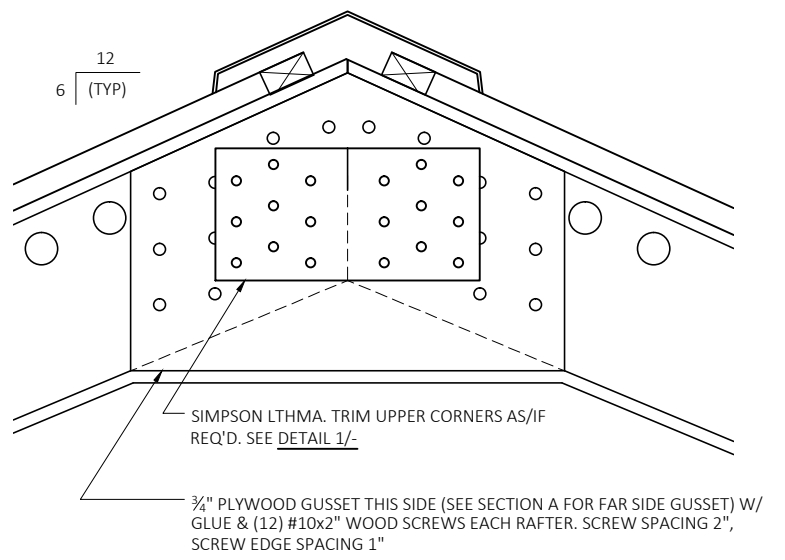 12
6 (TYP)
SIMPSON LTHMA. TRIM UPPER CORNERS AS/IF
REQ'D. SEE DETAIL 1/-
¾" PLYWOOD GUSSET THIS SIDE (SEE SECTION A FOR FAR SIDE GUSSET) W/
GLUE & (12) #10x2" WOOD SCREWS EACH RAFTER. SCREW SPACING 2",
SCREW EDGE SPACING 1"